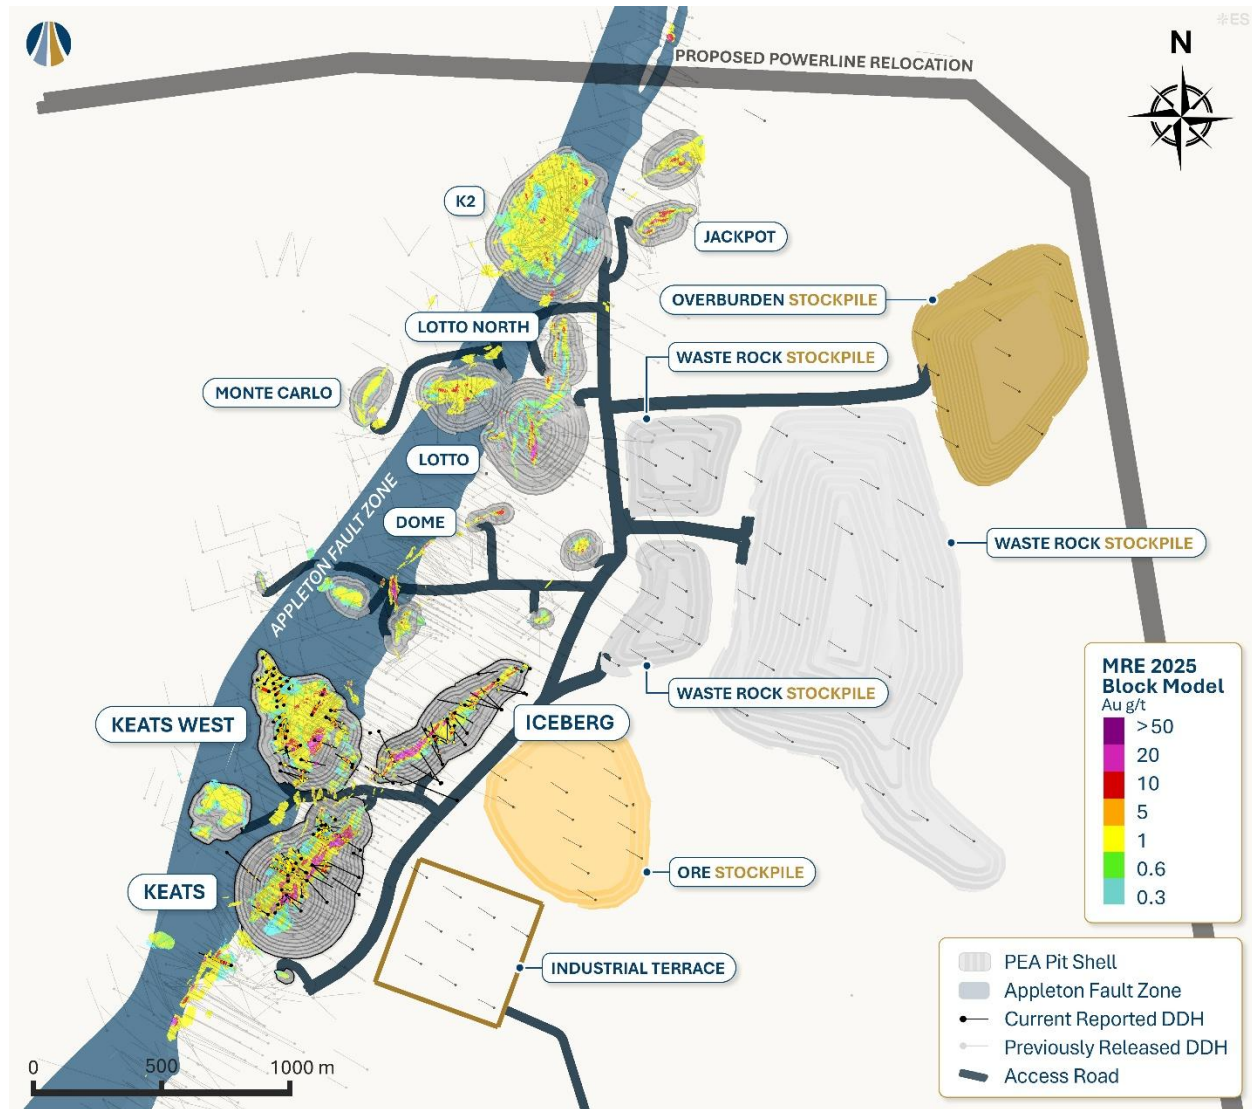 ✳ES
N
PROPOSED POWERLINE RELOCATION
K2
JACKPOT
OVERBURDEN STOCKPILE
LOTTO NORTH
WASTE ROCK STOCKPILE
MONTE CARLO
LOTTO
APPLETON FAULT ZONE
DOME
WASTE ROCK STOCKPILE
WASTE ROCK STOCKPILE
KEATS WEST
ICEBERG
KEATS
ORE STOCKPILE
INDUSTRIAL TERRACE
MRE 2025
Block Model
Au g/t
>50
20
10
5
1
0.6
0.3
PEA Pit Shell
Appleton Fault Zone
Current Reported DDH
Previously Released DDH
Access Road
0 500 1000 m